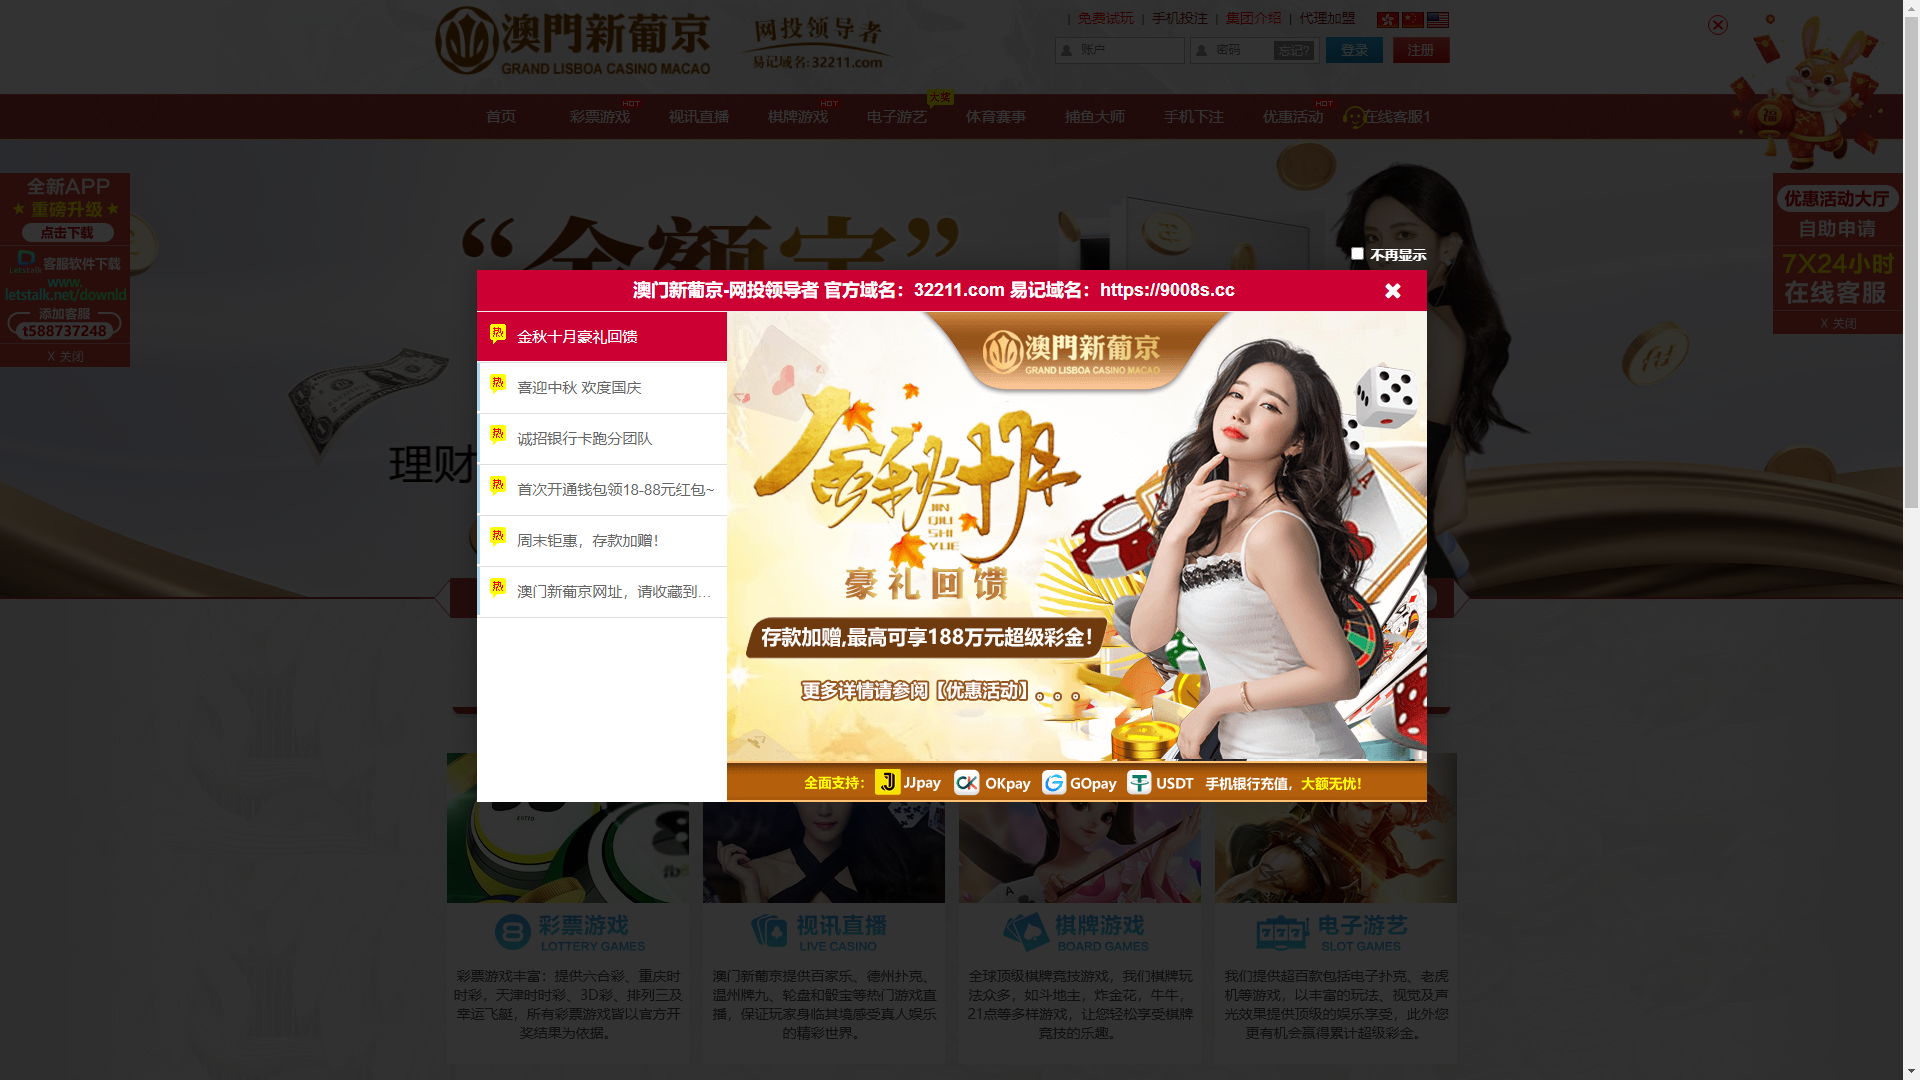 澳門新葡京
GRAND LISBOA CASINO MACAO
网投领导者
易记域名:32211.com
免费试玩 | 手机投注 | 集团介绍 | 代理加盟
账户
密码
忘记?
登录
注册
首页
彩票游戏
HOT
视讯直播
棋牌游戏
HOT
电子游艺
大奖
体育赛事
捕鱼大师
手机下注
优惠活动
HOT
在线客服1
福
全新APP
★ 重磅升级 ★
点击下载
Letstalk 客服软件下载
www.
letstalk.net/downld
添加客服
t588737248
X 关闭
优惠活动大厅
自助申请
7X24小时
在线客服
X 关闭
“金额宝”
理财
不再显示
澳门新葡京-网投领导者 官方域名：32211.com 易记域名：https://9008s.cc
热 金秋十月豪礼回馈
热 喜迎中秋 欢度国庆
热 诚招银行卡跑分团队
热 首次开通钱包领18-88元红包~
热 周末钜惠，存款加赠！
热 澳门新葡京网址，请收藏到...
澳門新葡京
GRAND LISBOA CASINO MACAO
金秋十月
JIN
QIU
SHI
YUE
豪礼回馈
存款加赠,最高可享188万元超级彩金！
更多详情请参阅【优惠活动】。。。
全面支持： JJpay OKpay GOpay USDT 手机银行充值，大额无忧！
彩票游戏
LOTTERY GAMES
视讯直播
LIVE CASINO
棋牌游戏
BOARD GAMES
电子游艺
SLOT GAMES
彩票游戏丰富：提供六合彩、重庆时
时彩，天津时时彩、3D彩、排列三及
幸运飞艇，所有彩票游戏皆以官方开
奖结果为依据。
澳门新葡京提供百家乐、德州扑克、
温州牌九、轮盘和骰宝等热门游戏直
播，保证玩家身临其境感受真人娱乐
的精彩世界。
全球顶级棋牌竞技游戏，我们棋牌玩
法众多，如斗地主，炸金花，牛牛，
21点等多样游戏，让您轻松享受棋牌
竞技的乐趣。
我们提供超百款包括电子扑克、老虎
机等游戏，以丰富的玩法、视觉及声
光效果提供顶级的娱乐享受，此外您
更有机会赢得累计超级彩金。